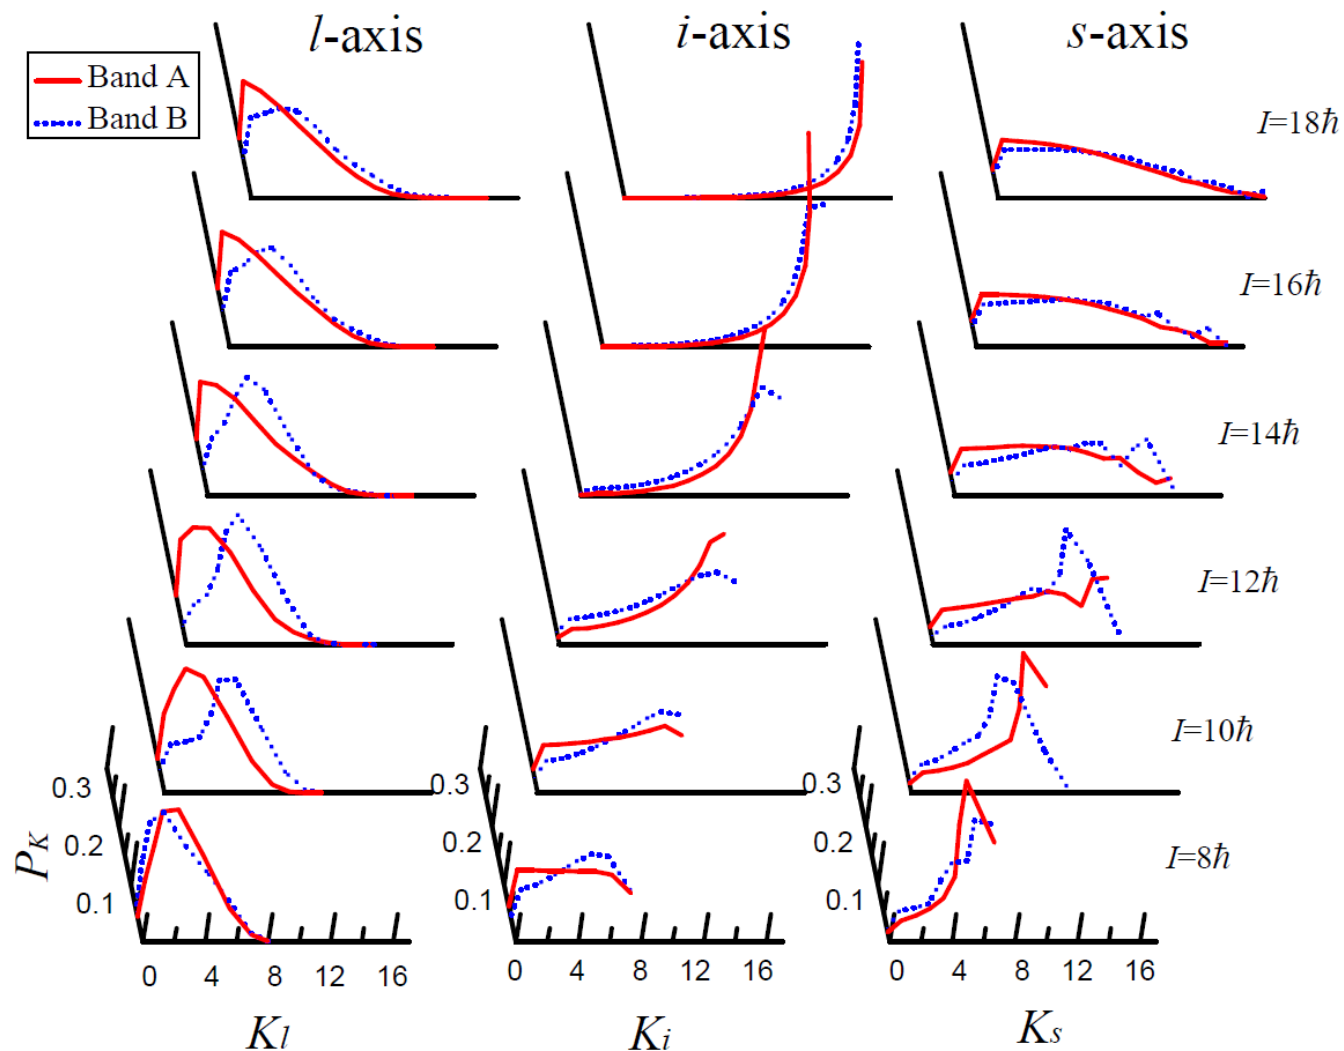 l-axis
i-axis
s-axis
Band A
Band B
I=18ħ
I=16ħ
I=14ħ
I=12ħ
I=10ħ
I=8ħ
0.3
0.2
0.1
P_K
0.3
0.2
0.1
0.3
0.2
0.1
0 4 8 12 16
0 4 8 12 16
0 4 8 12 16
K_l
K_i
K_s